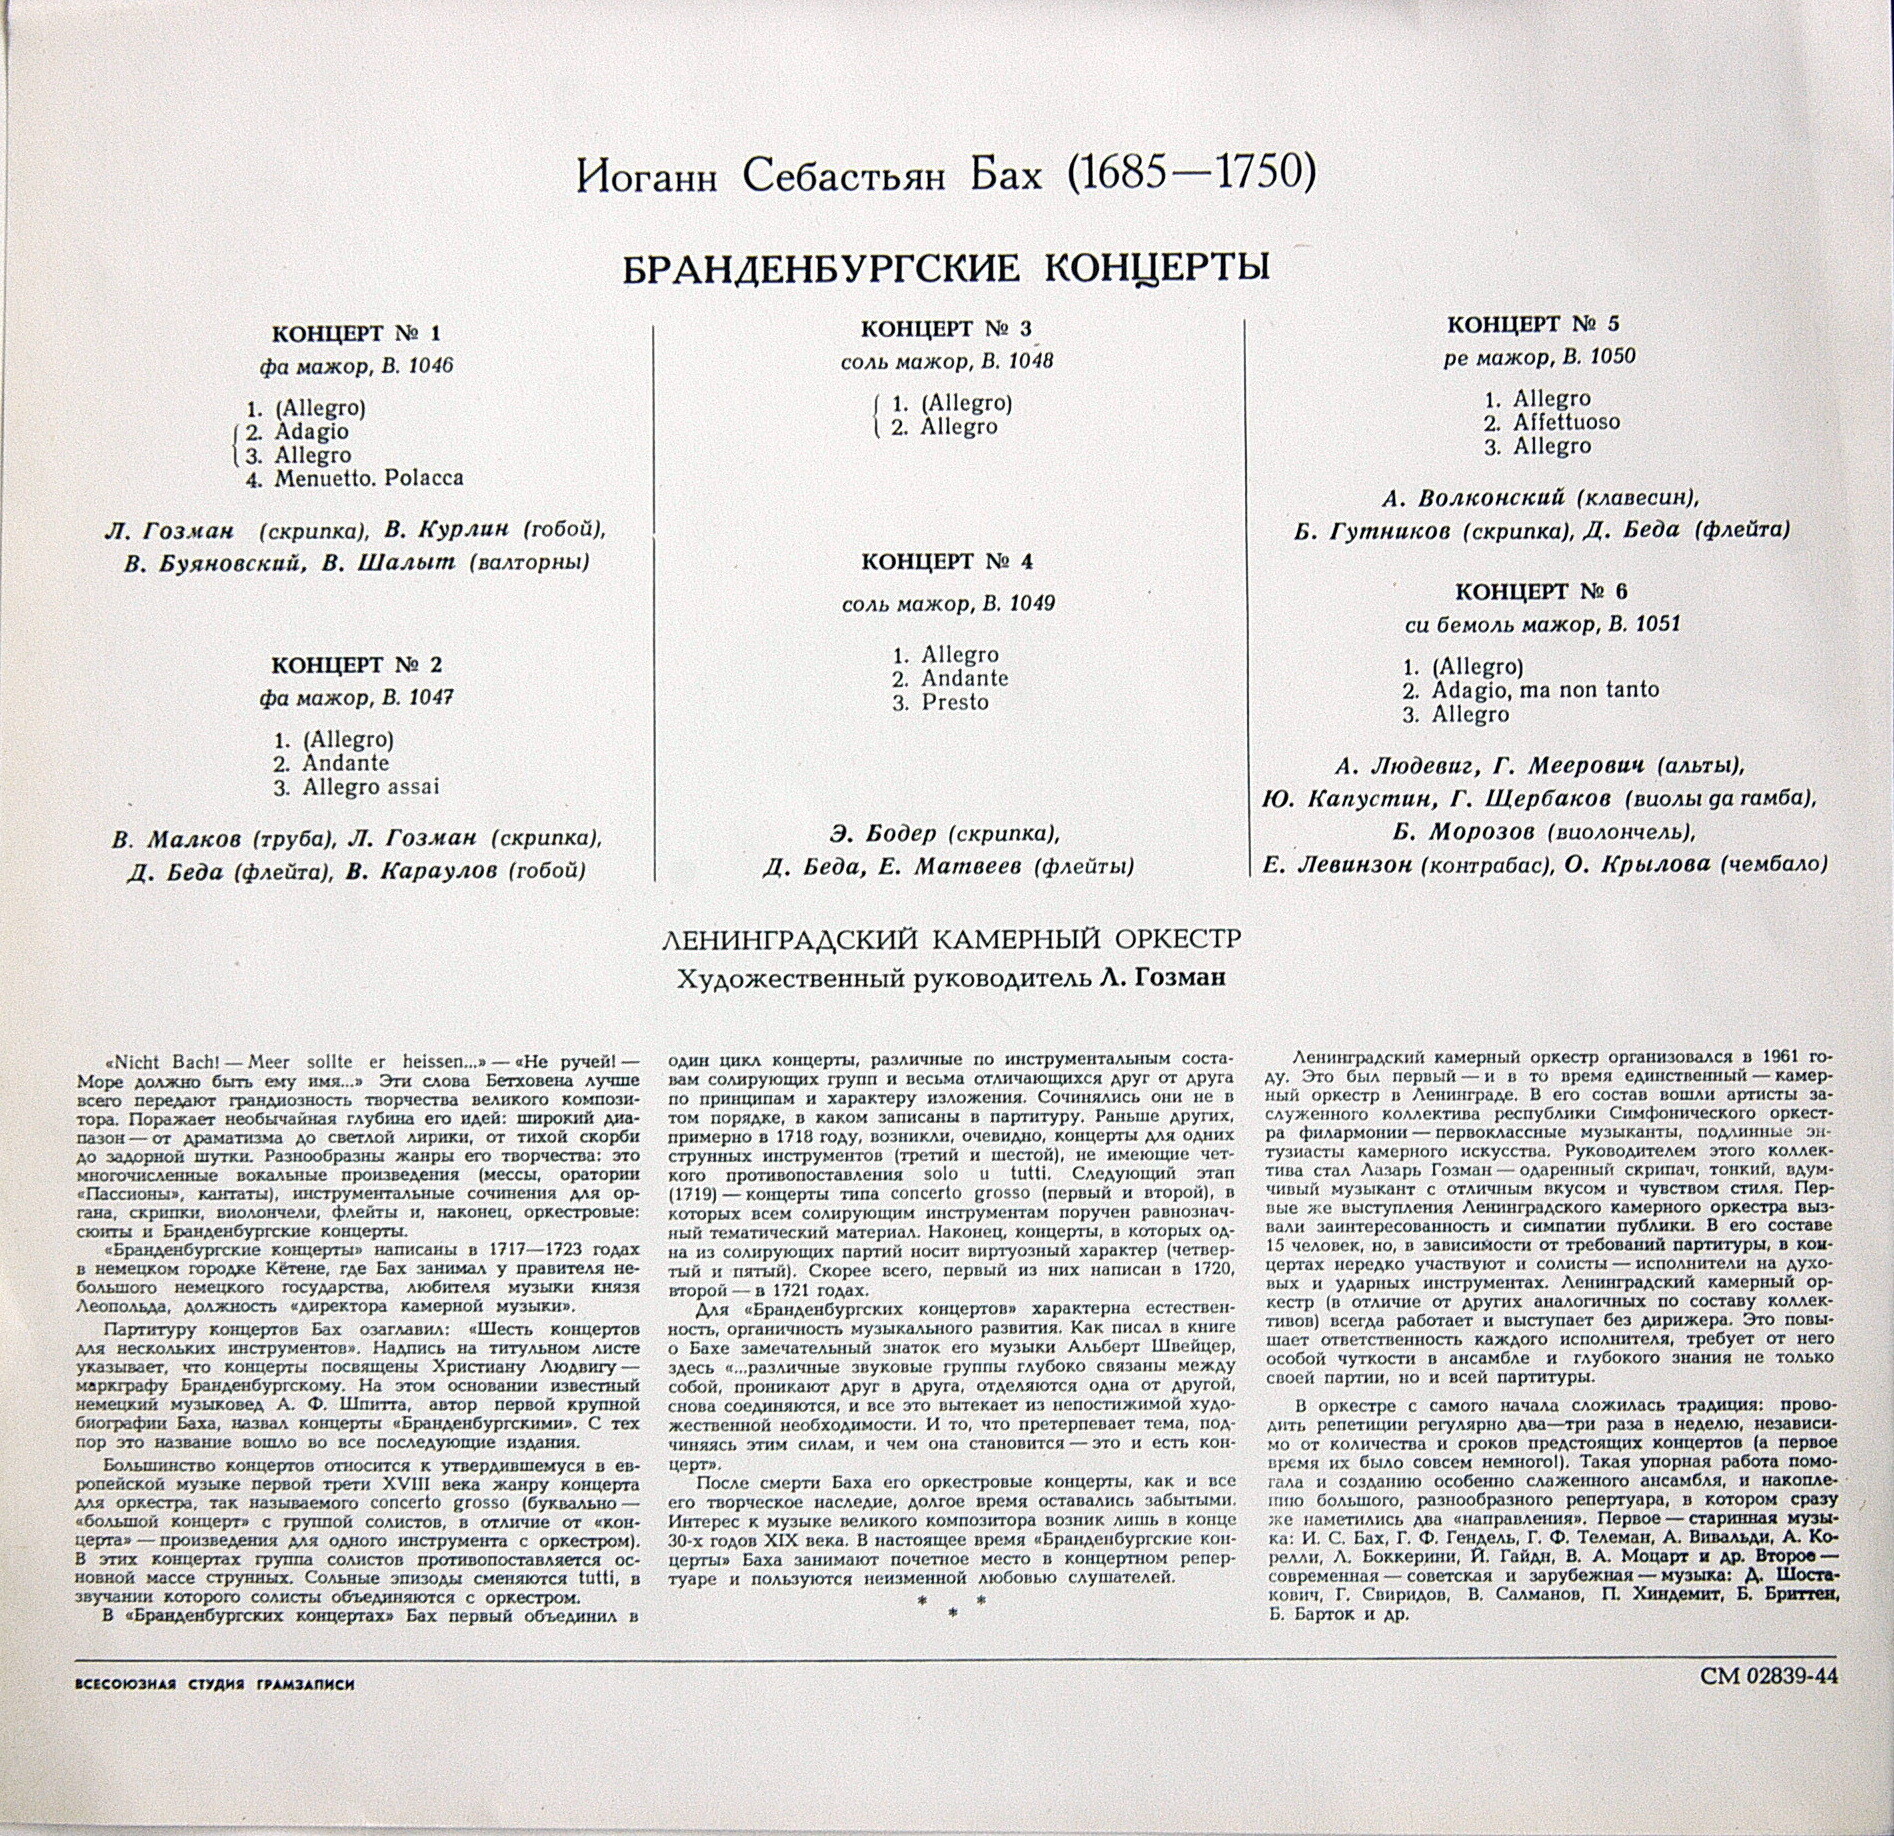 Иоганн Себастьян Бах (1685—1750)
БРАНДЕНБУРГСКИЕ КОНЦЕРТЫ
КОНЦЕРТ № 1
фа мажор, В. 1046
1. (Allegro)
2. Adagio
3. Allegro
4. Menuetto. Polacca
Л. Гозман (скрипка), В. Курлин (гобой),
В. Буяновский, В. Шалыт (валторны)
КОНЦЕРТ № 2
фа мажор, В. 1047
1. (Allegro)
2. Andante
3. Allegro assai
В. Малков (труба), Л. Гозман (скрипка),
Д. Беда (флейта), В. Караулов (гобой)
КОНЦЕРТ № 3
соль мажор, В. 1048
1. (Allegro)
2. Allegro
КОНЦЕРТ № 4
соль мажор, В. 1049
1. Allegro
2. Andante
3. Presto
Э. Бодер (скрипка),
Д. Беда, Е. Матвеев (флейты)
КОНЦЕРТ № 5
ре мажор, В. 1050
1. Allegro
2. Affettuoso
3. Allegro
А. Волконский (клавесин),
Б. Гутников (скрипка), Д. Беда (флейта)
КОНЦЕРТ № 6
си бемоль мажор, В. 1051
1. (Allegro)
2. Adagio, ma non tanto
3. Allegro
А. Людевиг, Г. Меерович (альты),
Ю. Капустин, Г. Щербаков (виолы да гамба),
Б. Морозов (виолончель),
Е. Левинзон (контрабас), О. Крылова (чембало)
ЛЕНИНГРАДСКИЙ КАМЕРНЫЙ ОРКЕСТР
Художественный руководитель Л. Гозман
«Nicht Bach! — Meer sollte er heissen...» — «Не ручей! —
Море должно быть ему имя...» Эти слова Бетховена лучше
всего передают грандиозность творчества великого компози-
тора. Поражает необычайная глубина его идей: широкий диа-
пазон — от драматизма до светлой лирики, от тихой скорби
до задорной шутки. Разнообразны жанры его творчества: это
многочисленные вокальные произведения (мессы, оратории
«Пассионы», кантаты), инструментальные сочинения для ор-
гана, скрипки, виолончели, флейты и, наконец, оркестровые:
сюиты и Бранденбургские концерты.
«Бранденбургские концерты» написаны в 1717—1723 годах
в немецком городке Кётене, где Бах занимал у правителя не-
большого немецкого государства, любителя музыки князя
Леопольда, должность «директора камерной музыки».
Партитуру концертов Бах озаглавил: «Шесть концертов
для нескольких инструментов». Надпись на титульном листе
указывает, что концерты посвящены Христиану Людвигу —
маркграфу Бранденбургскому. На этом основании известный
немецкий музыковед А. Ф. Шпитта, автор первой крупной
биографии Баха, назвал концерты «Бранденбургскими». С тех
пор это название вошло во все последующие издания.
Большинство концертов относится к утвердившемуся в ев-
ропейской музыке первой трети XVIII века жанру концерта
для оркестра, так называемого concerto grosso (буквально —
«большой концерт» с группой солистов, в отличие от «кон-
церта» — произведения для одного инструмента с оркестром).
В этих концертах группа солистов противопоставляется ос-
новной массе струнных. Сольные эпизоды сменяются tutti, в
звучании которого солисты объединяются с оркестром.
В «Бранденбургских концертах» Бах первый объединил в
один цикл концерты, различные по инструментальным соста-
вам солирующих групп и весьма отличающихся друг от друга
по принципам и характеру изложения. Сочинялись они не в
том порядке, в каком записаны в партитуру. Раньше других,
примерно в 1718 году, возникли, очевидно, концерты для одних
струнных инструментов (третий и шестой), не имеющие чет-
кого противопоставления solo и tutti. Следующий этап
(1719) — концерты типа concerto grosso (первый и второй), в
которых всем солирующим инструментам поручен равнознач-
ный тематический материал. Наконец, концерты, в которых од-
на из солирующих партий носит виртуозный характер (четвер-
тый и пятый). Скорее всего, первый из них написан в 1720,
второй — в 1721 годах.
Для «Бранденбургских концертов» характерна естествен-
ность, органичность музыкального развития. Как писал в книге
о Бахе замечательный знаток его музыки Альберт Швейцер,
здесь «...различные звуковые группы глубоко связаны между
собой, проникают друг в друга, отделяются одна от другой,
снова соединяются, и все это вытекает из непостижимой худо-
жественной необходимости. И то, что претерпевает тема, под-
чиняясь этим силам, и чем она становится — это и есть кон-
церт».
После смерти Баха его оркестровые концерты, как и все
его творческое наследие, долгое время оставались забытыми.
Интерес к музыке великого композитора возник лишь в конце
30-х годов XIX века. В настоящее время «Бранденбургские кон-
церты» Баха занимают почетное место в концертном репер-
туаре и пользуются неизменной любовью слушателей.
* * *
Ленинградский камерный оркестр организовался в 1961 го-
ду. Это был первый — и в то время единственный — камер-
ный оркестр в Ленинграде. В его состав вошли артисты за-
служенного коллектива республики Симфонического оркест-
ра филармонии — первоклассные музыканты, подлинные эн-
тузиасты камерного искусства. Руководителем этого коллек-
тива стал Лазарь Гозман — одаренный скрипач, тонкий, вдум-
чивый музыкант с отличным вкусом и чувством стиля. Пер-
вые же выступления Ленинградского камерного оркестра выз-
вали заинтересованность и симпатии публики. В его составе
15 человек, но, в зависимости от требований партитуры, в кон-
цертах нередко участвуют и солисты — исполнители на духо-
вых и ударных инструментах. Ленинградский камерный ор-
кестр (в отличие от других аналогичных по составу коллек-
тивов) всегда работает и выступает без дирижера. Это повы-
шает ответственность каждого исполнителя, требует от него
особой чуткости в ансамбле и глубокого знания не только
своей партии, но и всей партитуры.
В оркестре с самого начала сложилась традиция: прово-
дить репетиции регулярно два—три раза в неделю, независи-
мо от количества и сроков предстоящих концертов (а первое
время их было совсем немного!). Такая упорная работа помо-
гала и созданию особенно слаженного ансамбля, и накопле-
нию большого, разнообразного репертуара, в котором сразу
же наметились два «направления». Первое — старинная музы-
ка: И. С. Бах, Г. Ф. Гендель, Г. Ф. Телеман, А. Вивальди, А. Ко-
релли, Л. Боккерини, Й. Гайдн, В. А. Моцарт и др. Второе —
современная — советская и зарубежная — музыка: Д. Шоста-
кович, Г. Свиридов, В. Салманов, П. Хиндемит, Б. Бриттен,
Б. Барток и др.
ВСЕСОЮЗНАЯ СТУДИЯ ГРАМЗАПИСИ
СМ 02839-44